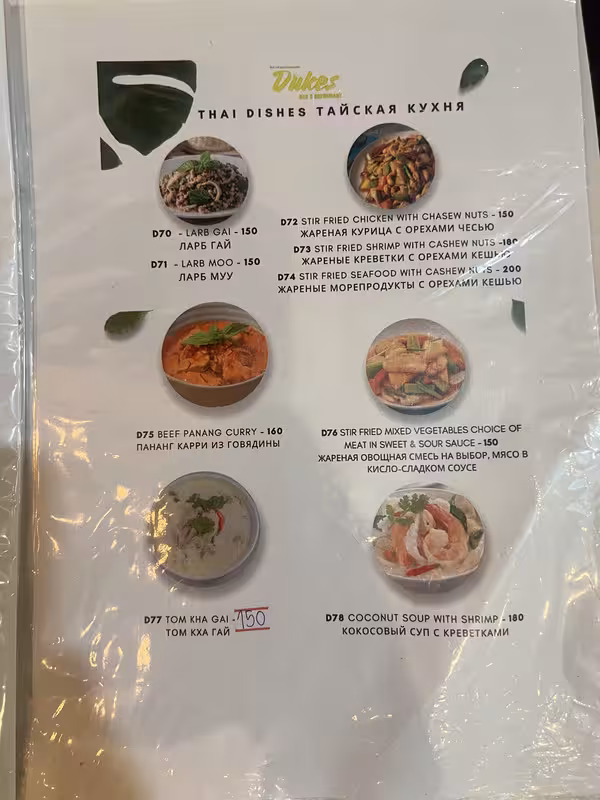 Dukes
BAR & RESTAURANT
THAI DISHES ТАЙСКАЯ КУХНЯ
D70 - LARB GAI - 150
ЛАРБ ГАЙ
D71 - LARB MOO - 150
ЛАРБ МУУ
D72 STIR FRIED CHICKEN WITH CHASEW NUTS - 150
ЖАРЕНАЯ КУРИЦА С ОРЕХАМИ ЧЕСЬЮ
D73 STIR FRIED SHRIMP WITH CASHEW NUTS -180
ЖАРЕНЫЕ КРЕВЕТКИ С ОРЕХАМИ КЕШЬЮ
D74 STIR FRIED SEAFOOD WITH CASHEW NUTS - 200
ЖАРЕНЫЕ МОРЕПРОДУКТЫ С ОРЕХАМИ КЕШЬЮ
D75 BEEF PANANG CURRY - 160
ПАНАНГ КАРРИ ИЗ ГОВЯДИНЫ
D76 STIR FRIED MIXED VEGETABLES CHOICE OF
MEAT IN SWEET & SOUR SAUCE - 150
ЖАРЕНАЯ ОВОЩНАЯ СМЕСЬ НА ВЫБОР, МЯСО В
КИСЛО-СЛАДКОМ СОУСЕ
D77 TOM KHA GAI - 150
ТОМ КХА ГАЙ
D78 COCONUT SOUP WITH SHRIMP - 180
КОКОСОВЫЙ СУП С КРЕВЕТКАМИ